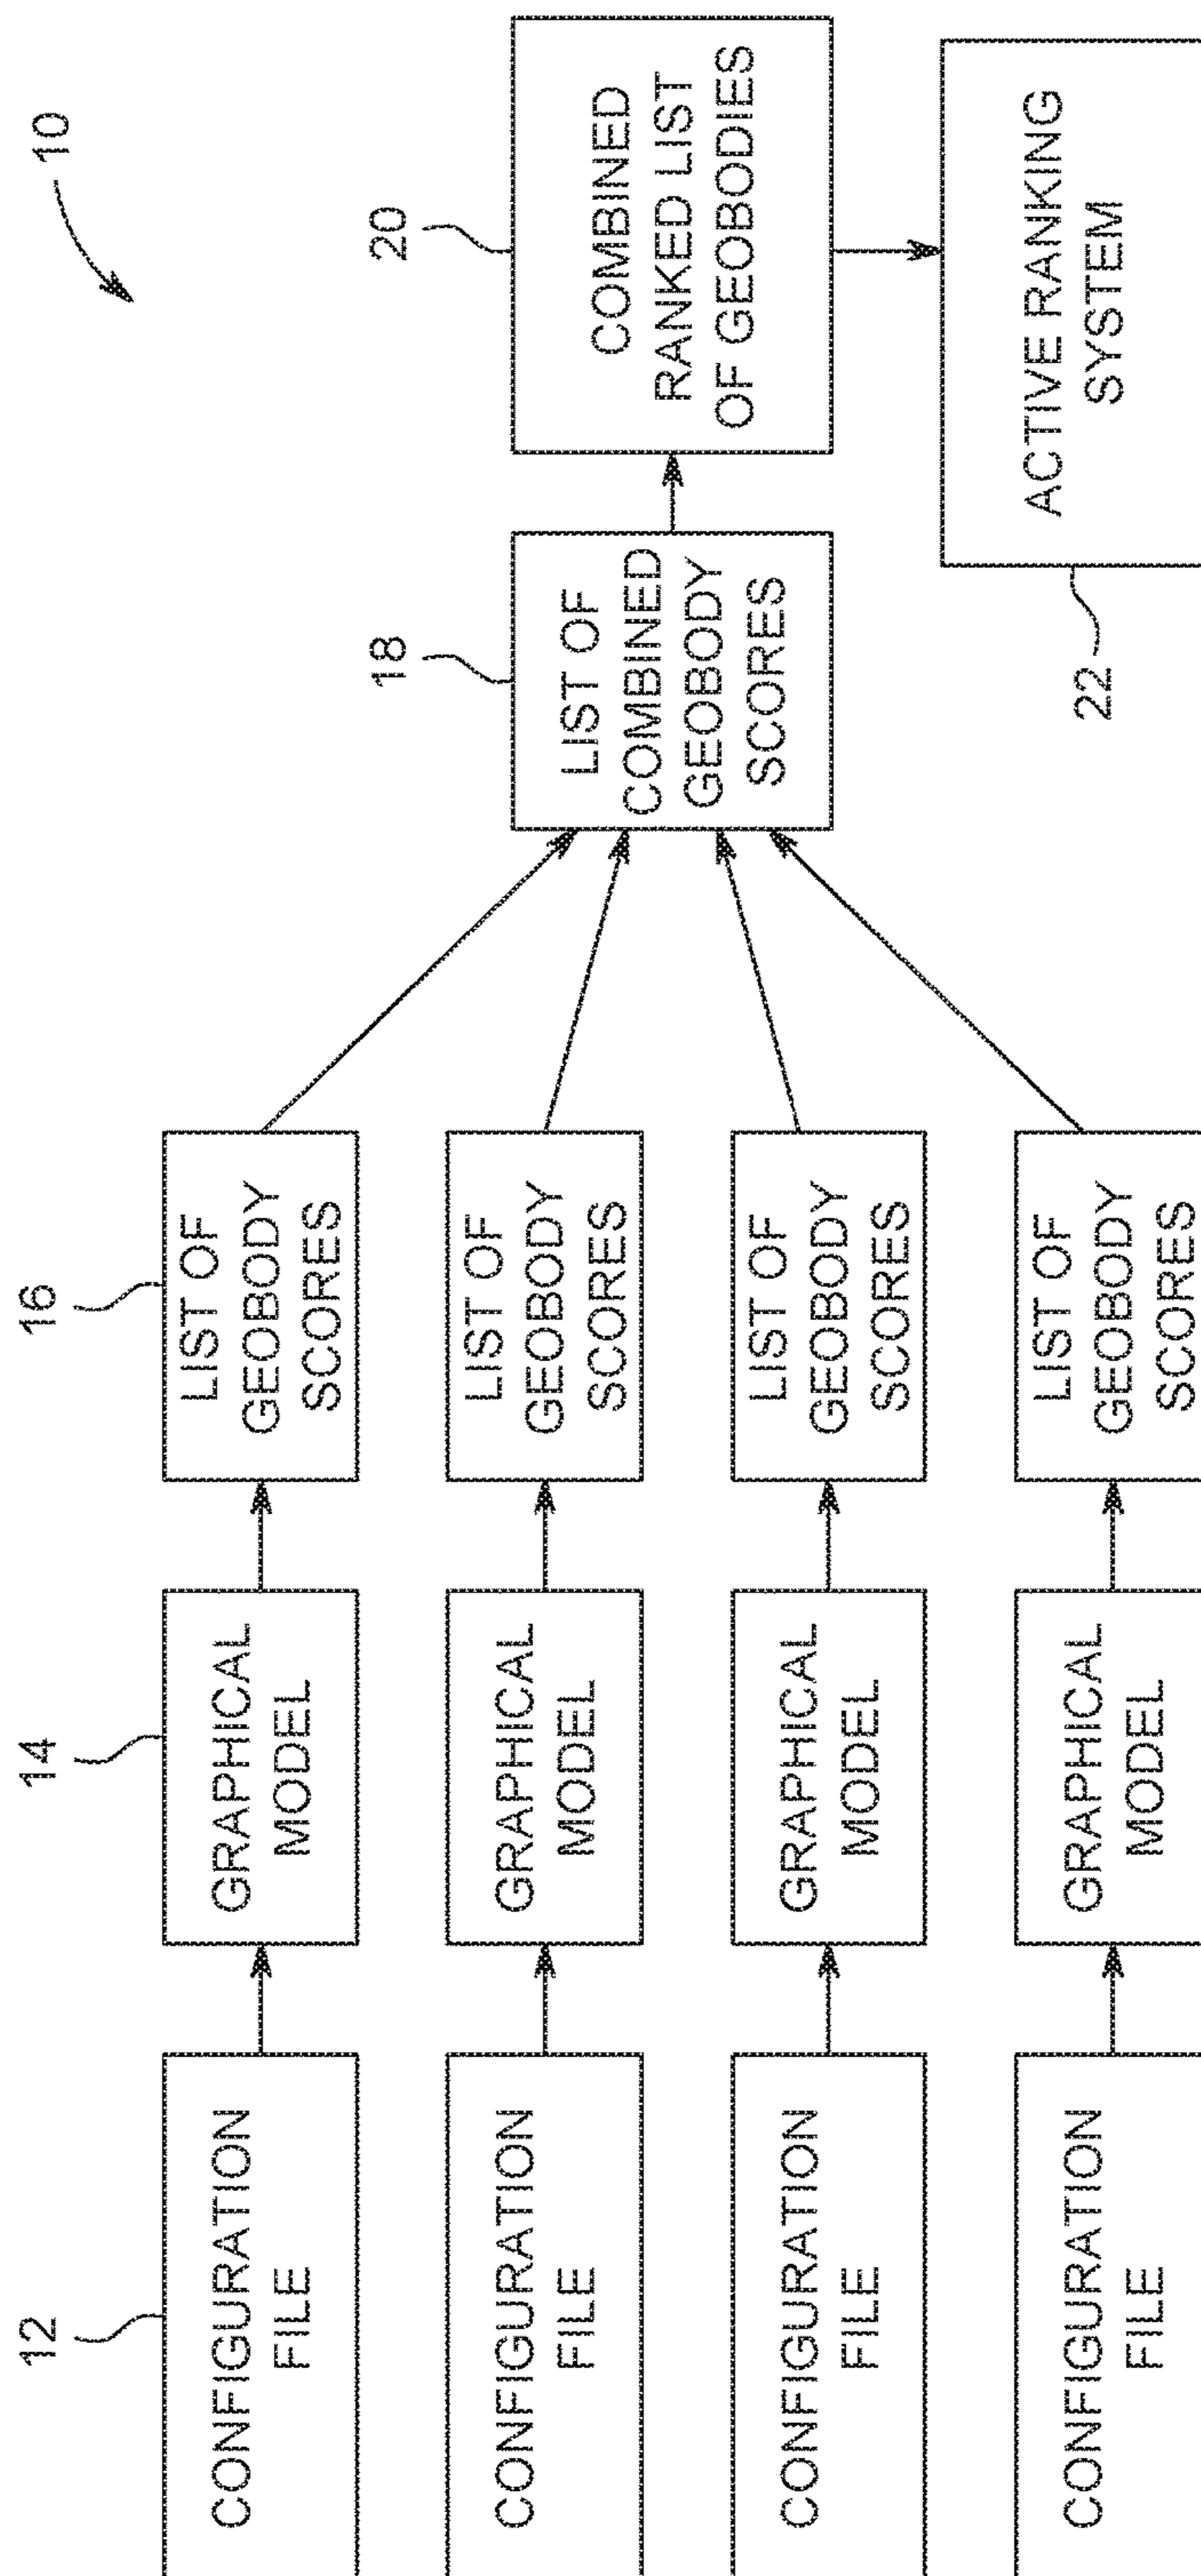 10
12
14
16
18
20
CONFIGURATION
FILE
GRAPHICAL
MODEL
LIST OF
GEOBODY
SCORES
CONFIGURATION
FILE
GRAPHICAL
MODEL
LIST OF
GEOBODY
SCORES
CONFIGURATION
FILE
GRAPHICAL
MODEL
LIST OF
GEOBODY
SCORES
CONFIGURATION
FILE
GRAPHICAL
MODEL
LIST OF
GEOBODY
SCORES
LIST OF
COMBINED
GEOBODY
SCORES
COMBINED
RANKED LIST
OF GEOBODIES
ACTIVE RANKING
SYSTEM
22